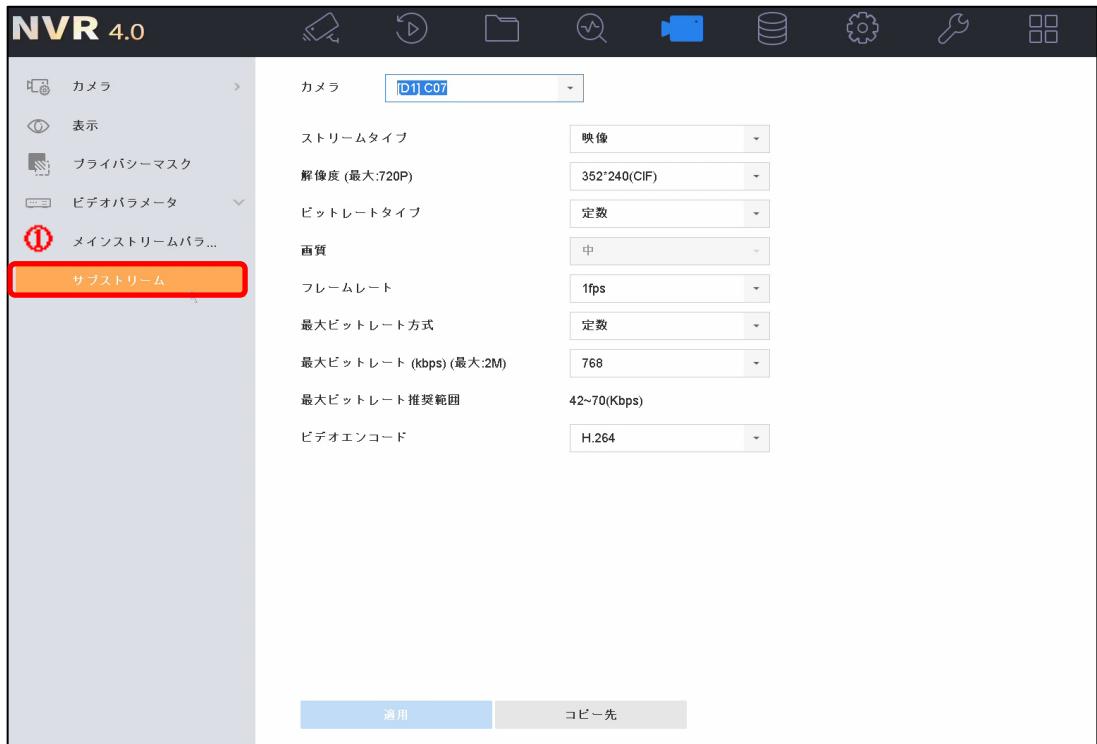 NVR 4.0
カメラ
表示
プライバシーマスク
ビデオパラメータ
① メインストリームパラ...
サブストリーム
カメラ [D1] C07
ストリームタイプ 映像
解像度 (最大:720P) 352*240(CIF)
ビットレートタイプ 定数
画質 中
フレームレート 1fps
最大ビットレート方式 定数
最大ビットレート (kbps) (最大:2M) 768
最大ビットレート推奨範囲 42~70(Kbps)
ビデオエンコード H.264
適用 コピー先